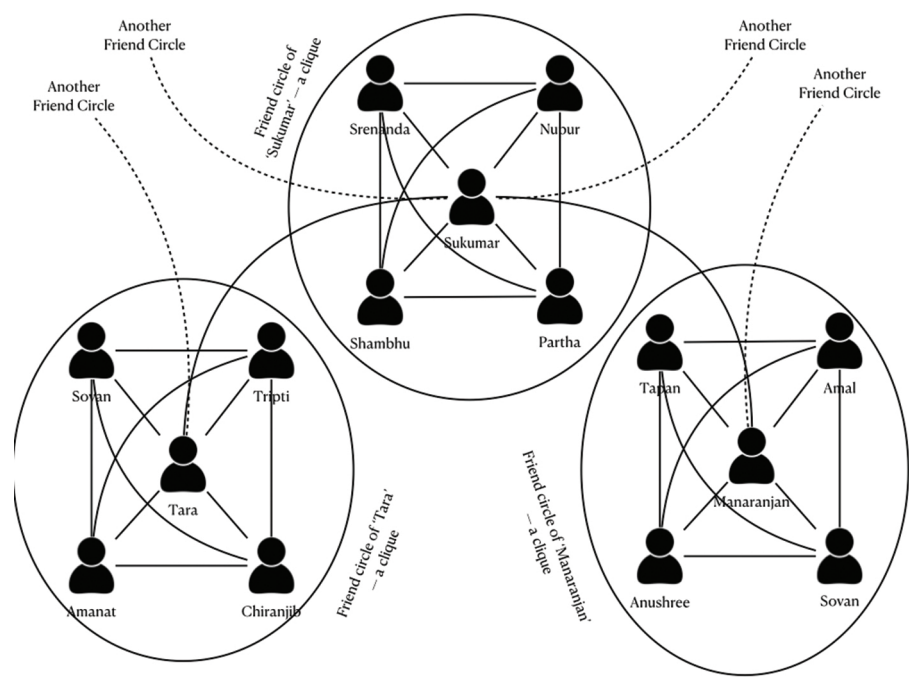 Another
Friend Circle
Another
Friend Circle
Another
Friend Circle
Another
Friend Circle
Friend circle of
'Sukumar' — a clique
Srenanda
Nupur
Sukumar
Shambhu
Partha
Sovan
Tripti
Tara
Amanat
Chiranjib
Friend circle of 'Tara'
— a clique
Friend circle of 'Manaranjan'
— a clique
Tapan
Amal
Manaranjan
Anushree
Sovan